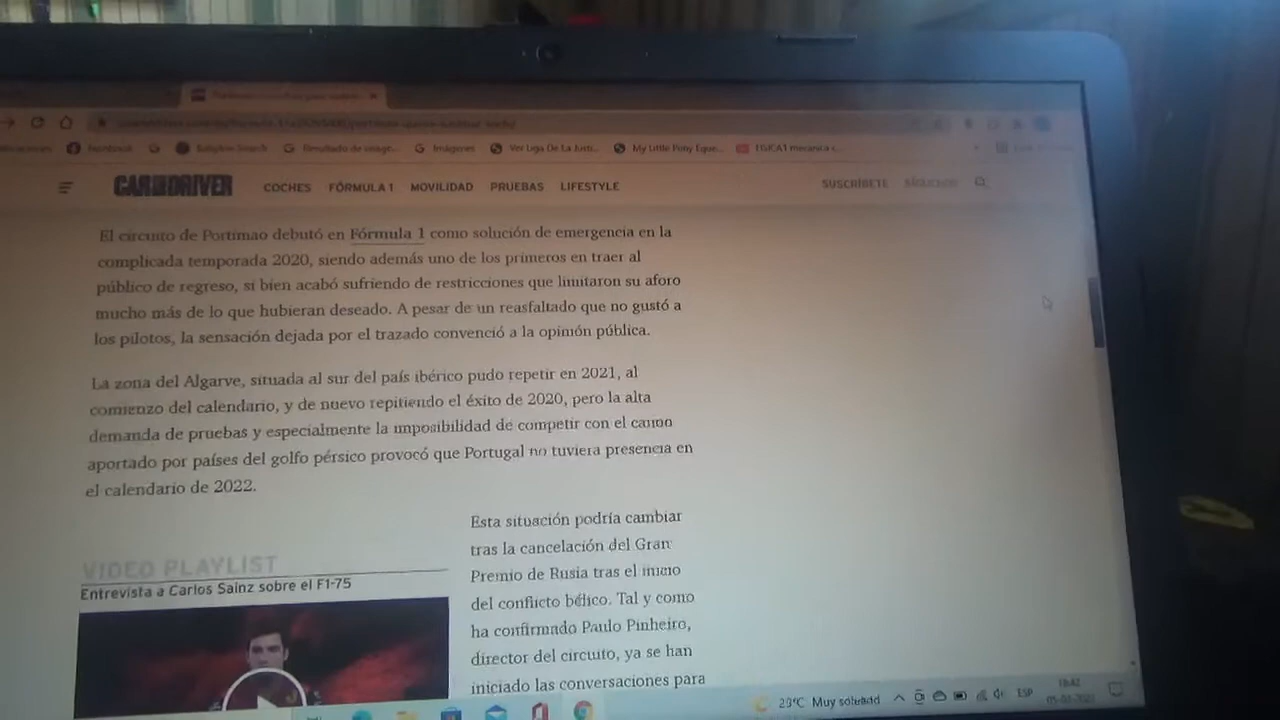 Facebook
Imágenes
Ver Liga De La Justi...
My Little Pony Eque...
CAR AND DRIVER
COCHES FÓRMULA 1 MOVILIDAD PRUEBAS LIFESTYLE
SUSCRÍBETE
El circuito de Portimao debutó en Fórmula 1 como solución de emergencia en la
complicada temporada 2020, siendo además uno de los primeros en traer al
público de regreso, si bien acabó sufriendo de restricciones que limitaron su aforo
mucho más de lo que hubieran deseado. A pesar de un reasfaltado que no gustó a
los pilotos, la sensación dejada por el trazado convenció a la opinón pública.
La zona del Algarve, situada al sur del país ibérico pudo repetir en 2021, al
comienzo del calendario, y de nuevo repitiendo el éxito de 2020, pero la alta
demanda de pruebas y especialmente la imposibilidad de competir con el
aportado por países del golfo pérsico provocó que Portugal no tuviera presencia en
el calendario de 2022.
VIDEO PLAYLIST
Entrevista a Carlos Sainz sobre el F1-75
Esta situación podría cambiar
tras la cancelación del Gran
Premio de Rusia tras el inicio
del conflicto bélico. Tal y como
ha confirmado Paulo Pinheiro,
director del circuito, ya se han
iniciado las conversaciones para
Muy soleado
ESP